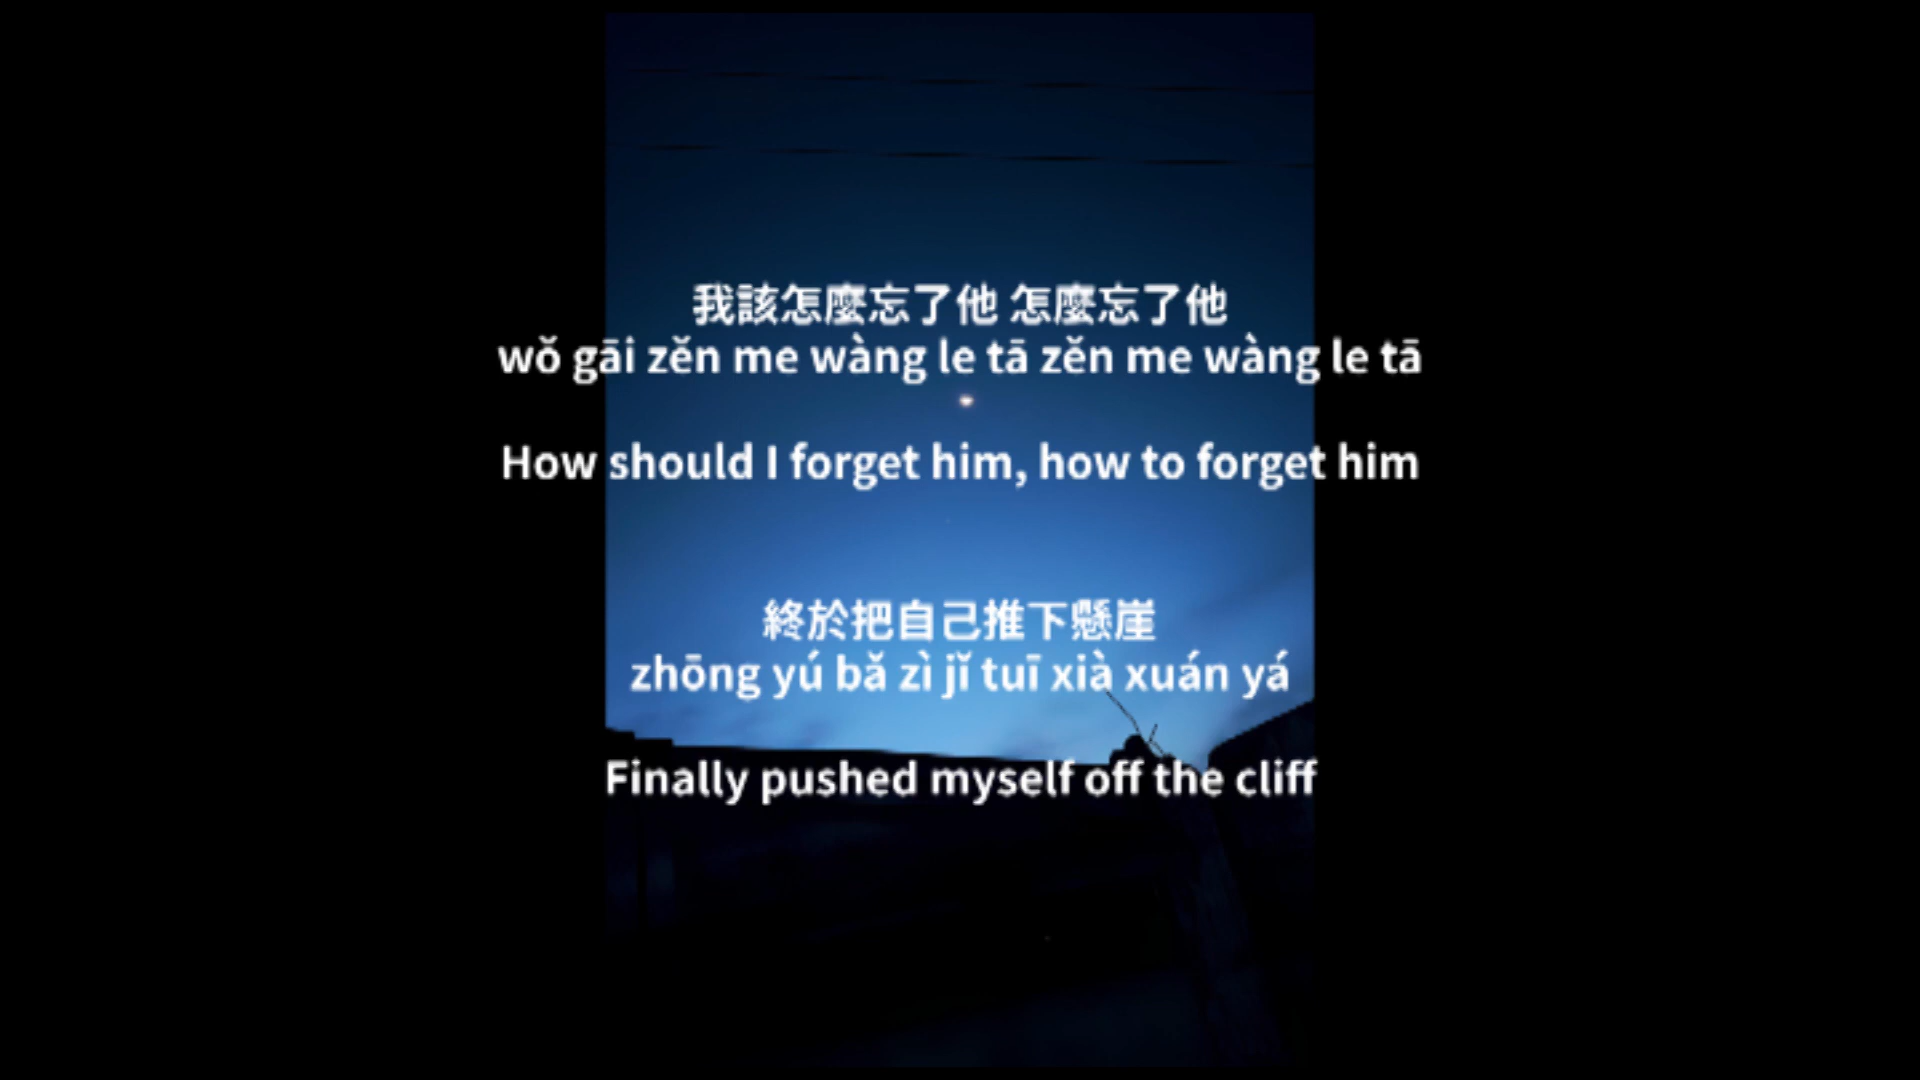 我該怎麼忘了他 怎麼忘了他
wǒ gāi zěn me wàng le tā zěn me wàng le tā
How should I forget him, how to forget him
終於把自己推下懸崖
zhōng yú bǎ zì jǐ tuī xià xuán yá
Finally pushed myself off the cliff